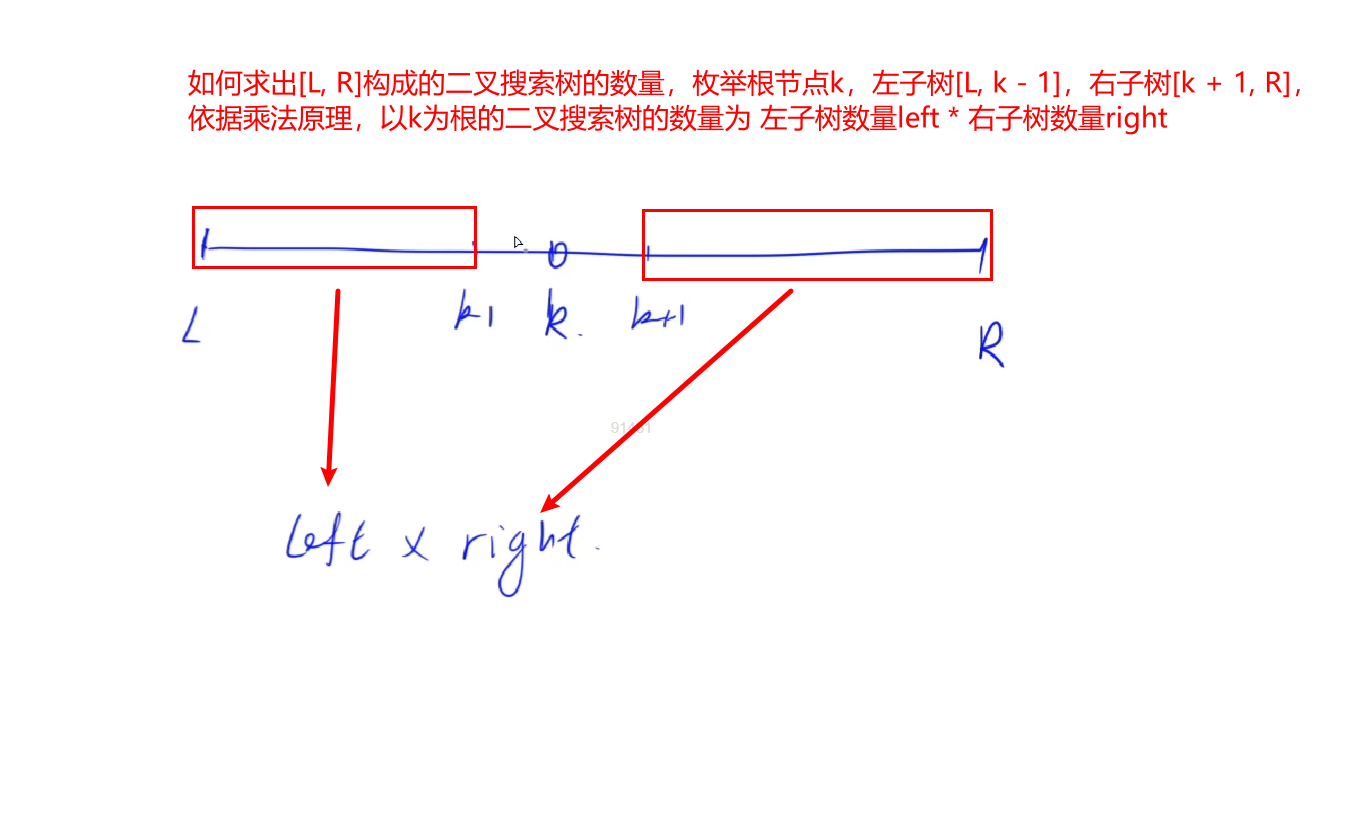 如何求出[L, R]构成的二叉搜索树的数量，枚举根节点k，左子树[L, k - 1]，右子树[k + 1, R]，
依据乘法原理，以k为根的二叉搜索树的数量为 左子树数量left * 右子树数量right
L k-1 k. k+1 R
left x right.